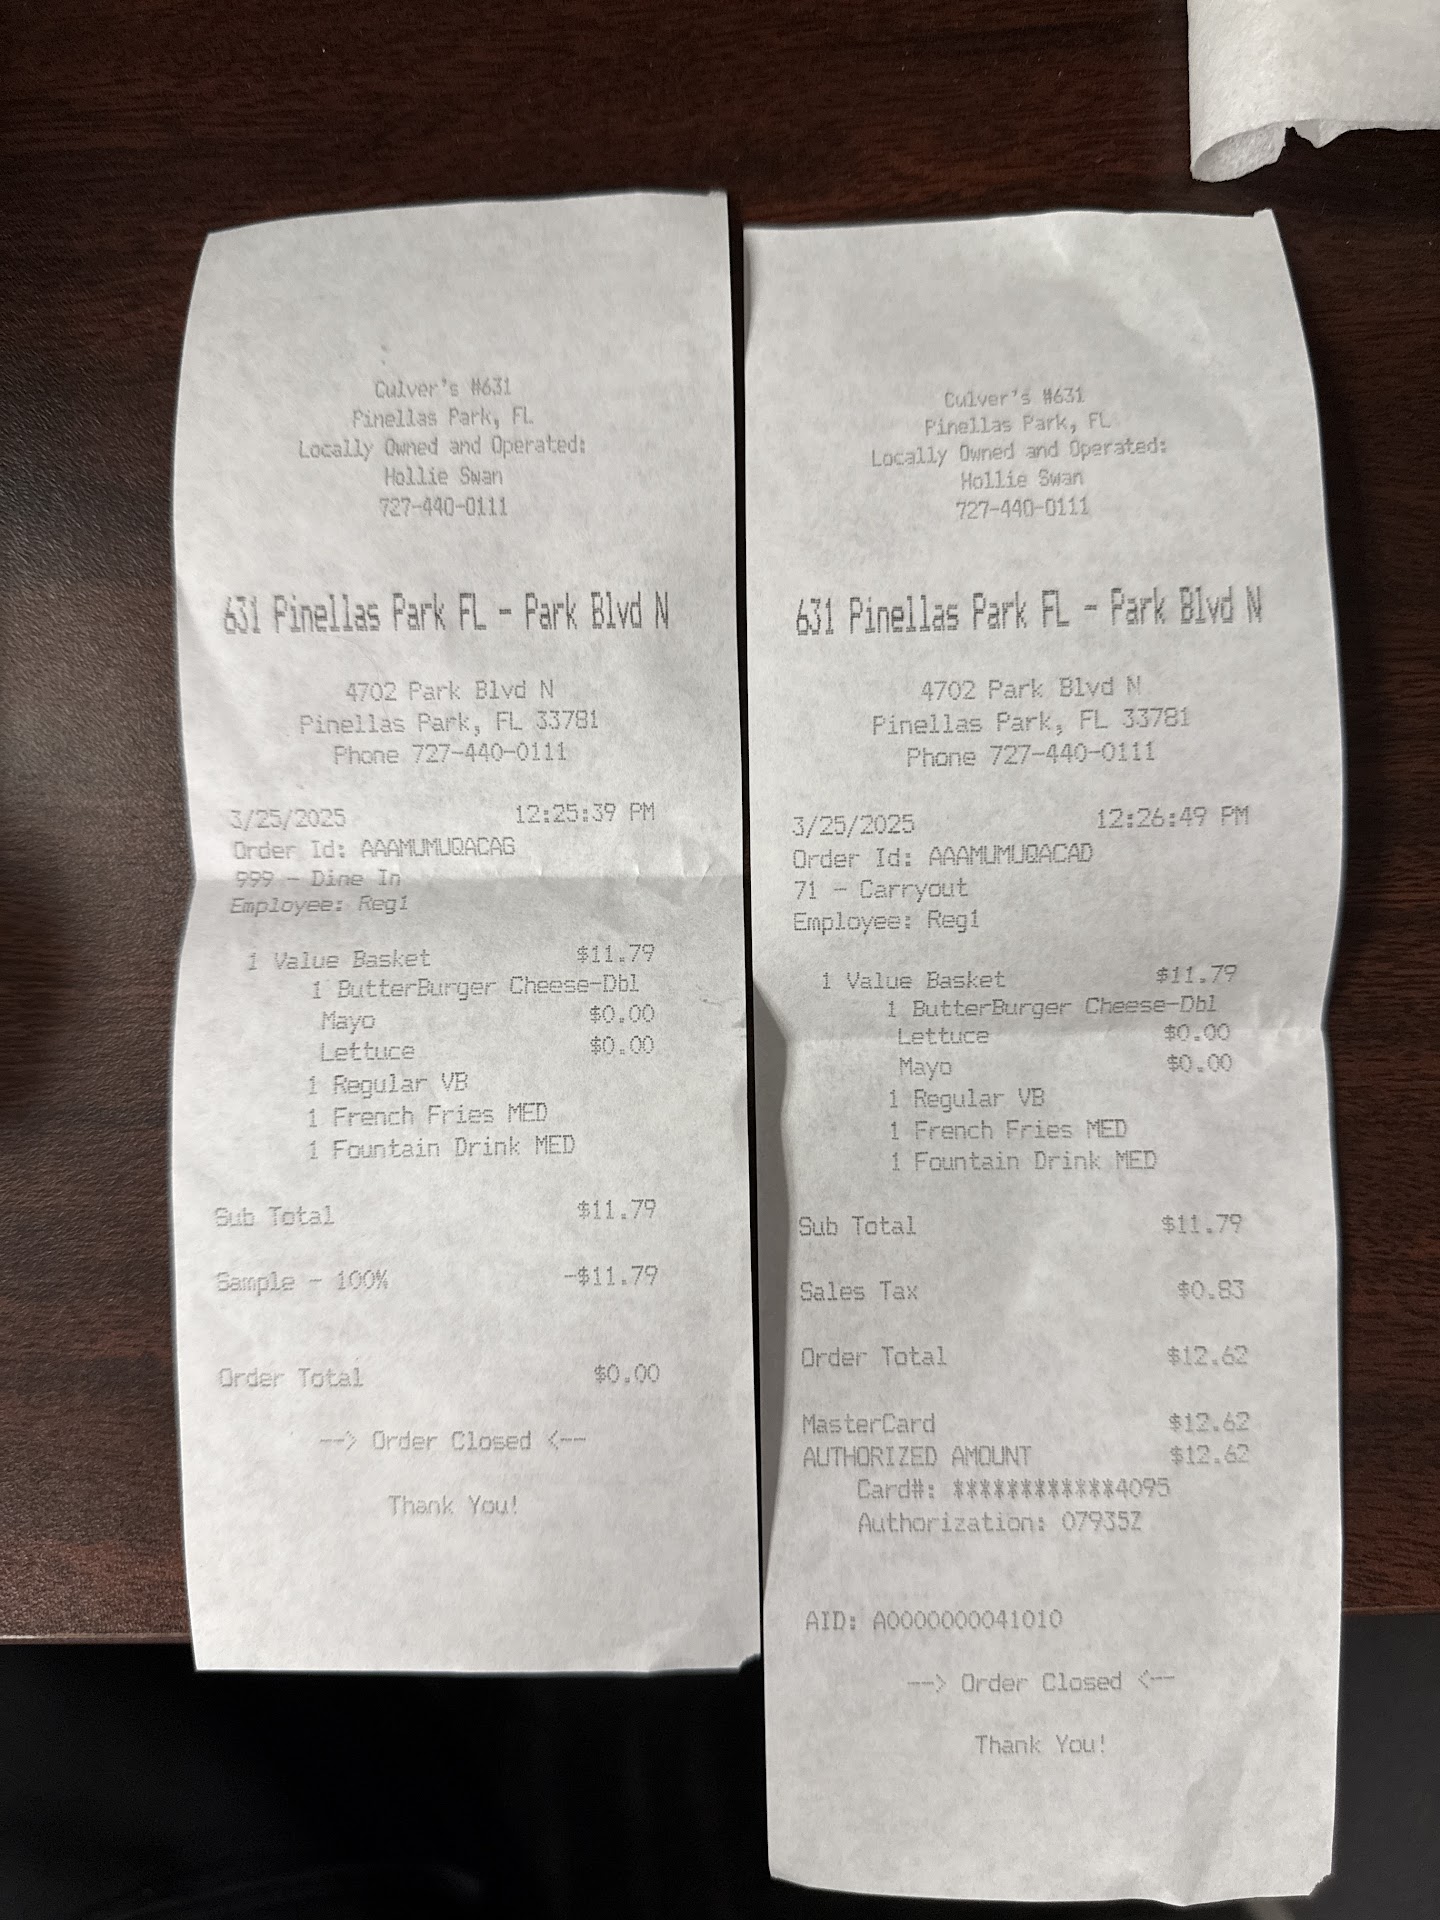 Culver's #631
Pinellas Park, FL
Locally Owned and Operated:
Hollie Swan
727-440-0111
631 Pinellas Park FL - Park Blvd N
4702 Park Blvd N
Pinellas Park, FL 33781
Phone 727-440-0111
3/25/2025 12:25:39 PM
Order Id: AAAMUMUQACAG
999 - Dine In
Employee: Reg1
1 Value Basket $11.79
1 ButterBurger Cheese-Dbl
Mayo $0.00
Lettuce $0.00
1 Regular VB
1 French Fries MED
1 Fountain Drink MED
Sub Total $11.79
Sample - 100% -$11.79
Order Total $0.00
--> Order Closed <--
Thank You!
Culver's #631
Pinellas Park, FL
Locally Owned and Operated:
Hollie Swan
727-440-0111
631 Pinellas Park FL - Park Blvd N
4702 Park Blvd N
Pinellas Park, FL 33781
Phone 727-440-0111
3/25/2025 12:26:49 PM
Order Id: AAAMUMUQACAD
71 - Carryout
Employee: Reg1
1 Value Basket $11.79
1 ButterBurger Cheese-Dbl
Lettuce $0.00
Mayo $0.00
1 Regular VB
1 French Fries MED
1 Fountain Drink MED
Sub Total $11.79
Sales Tax $0.83
Order Total $12.62
MasterCard $12.62
AUTHORIZED AMOUNT $12.62
Card#: ************4095
Authorization: 07935Z
AID: A0000000041010
--> Order Closed <--
Thank You!